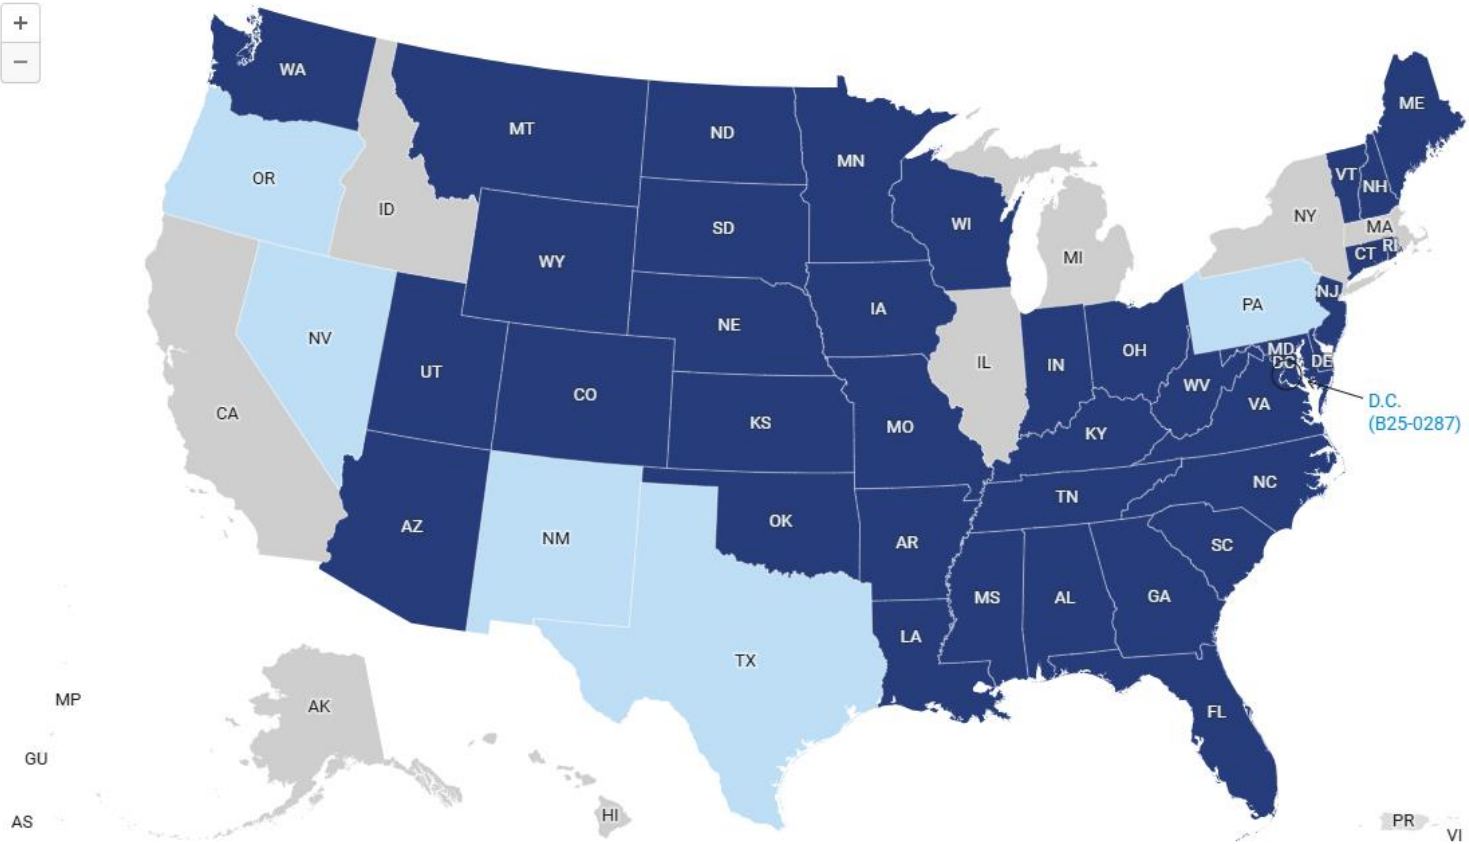 +
−
WA
ME
MT
ND
MN
VT
NH
OR
ID
SD
WI
NY
MA
CT
RI
WY
MI
IA
PA
NJ
NE
NV
UT
CO
IL
IN
OH
MD
DC
DE
WV
VA
CA
KS
MO
KY
D.C.
(B25-0287)
AZ
NM
OK
AR
TN
NC
SC
MS
AL
GA
LA
TX
FL
MP
AK
GU
AS
HI
PR
VI